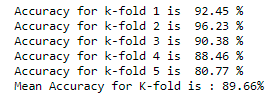 Accuracy for k-fold 1 is  92.45 %
Accuracy for k-fold 2 is  96.23 %
Accuracy for k-fold 3 is  90.38 %
Accuracy for k-fold 4 is  88.46 %
Accuracy for k-fold 5 is  80.77 %
Mean Accuracy for K-fold is : 89.66%